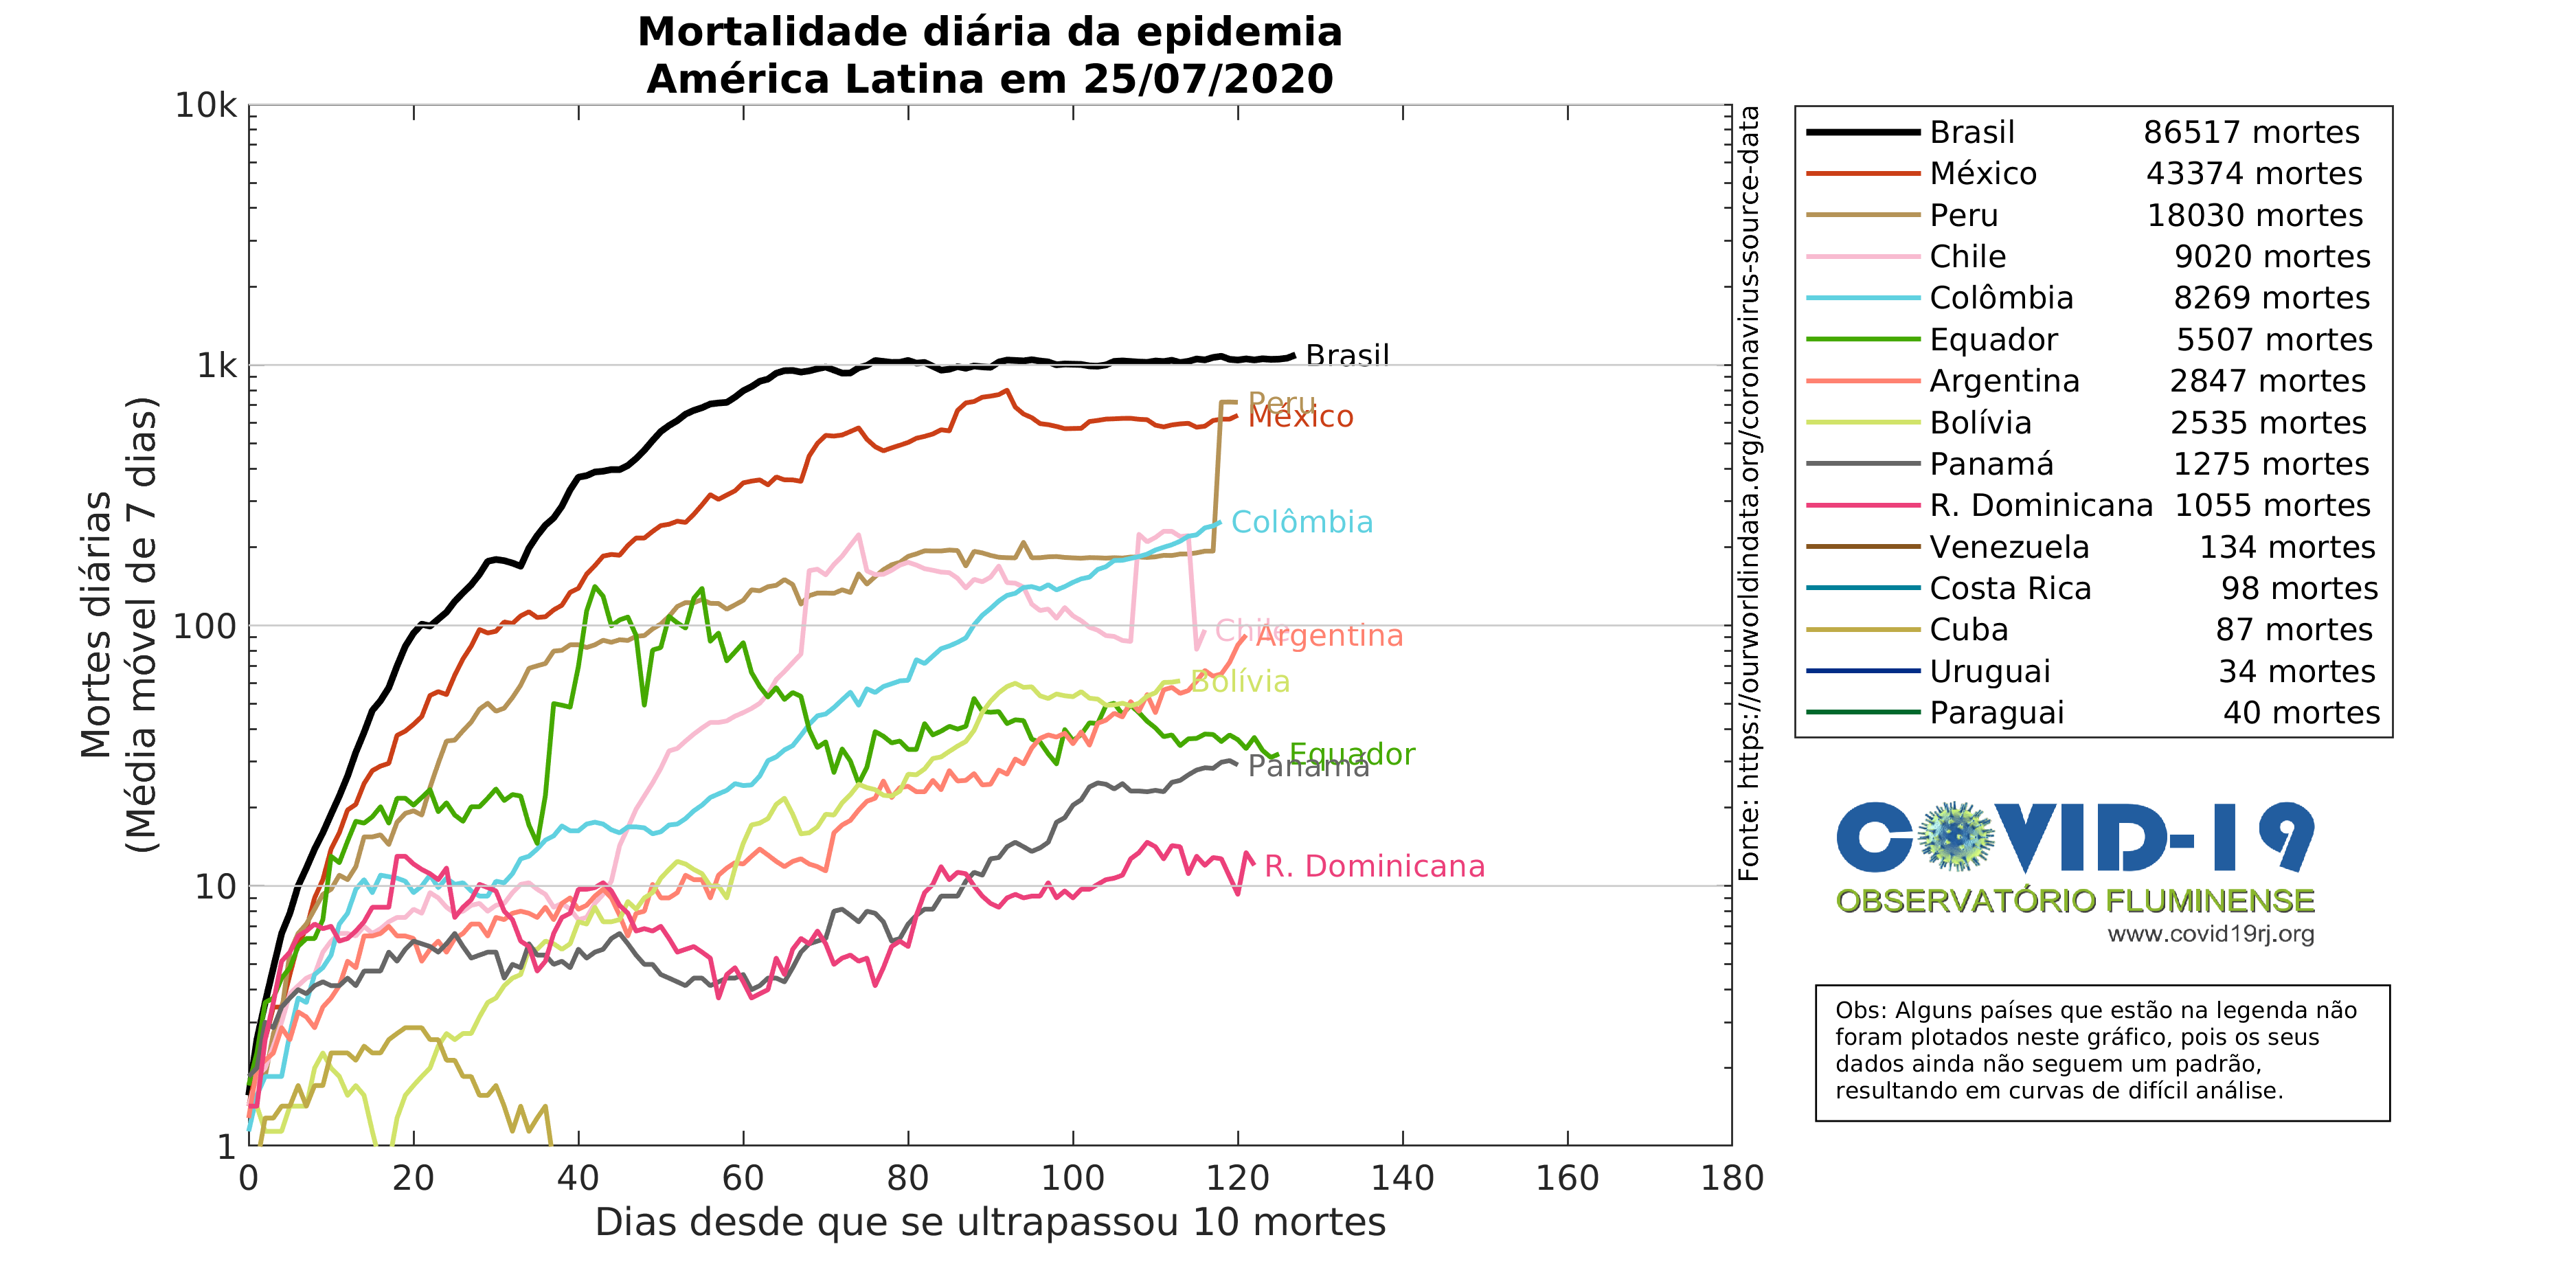 Mortalidade diária da epidemia
América Latina em 25/07/2020
Mortes diárias
(Média móvel de 7 dias)
10k
1k
100
10
1
0 20 40 60 80 100 120 140 160 180
Dias desde que se ultrapassou 10 mortes
Brasil
Peru
México
Colômbia
Chile
Argentina
Bolívia
Equador
Panamá
R. Dominicana
Fonte: https://ourworldindata.org/coronavirus-source-data
Brasil 86517 mortes
México 43374 mortes
Peru 18030 mortes
Chile 9020 mortes
Colômbia 8269 mortes
Equador 5507 mortes
Argentina 2847 mortes
Bolívia 2535 mortes
Panamá 1275 mortes
R. Dominicana 1055 mortes
Venezuela 134 mortes
Costa Rica 98 mortes
Cuba 87 mortes
Uruguai 34 mortes
Paraguai 40 mortes
COVID-19
OBSERVATÓRIO FLUMINENSE
www.covid19rj.org
Obs: Alguns países que estão na legenda não
foram plotados neste gráfico, pois os seus
dados ainda não seguem um padrão,
resultando em curvas de difícil análise.